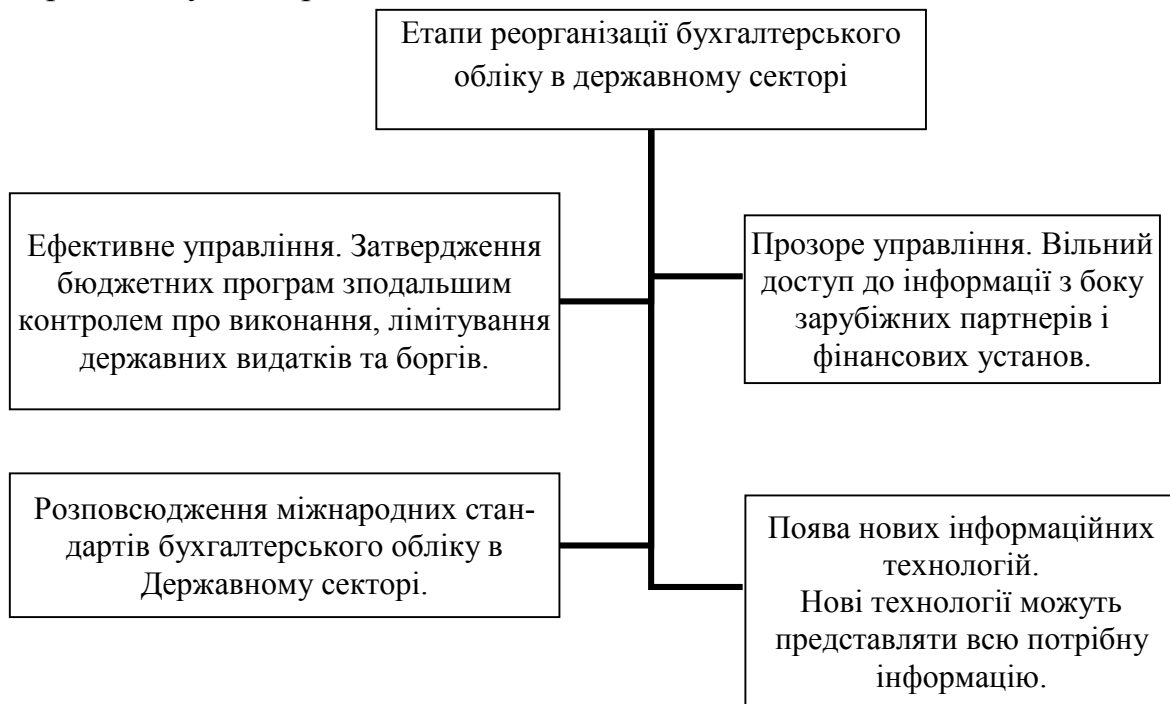 Етапи реорганізації бухгалтерського
обліку в державному секторі
Ефективне управління. Затвердження
бюджетних програм зподальшим
контролем про виконання, лімітування
державних видатків та боргів.
Прозоре управління. Вільний
доступ до інформації з боку
зарубіжних партнерів і
фінансових установ.
Розповсюдження міжнародних стан-
дартів бухгалтерського обліку в
Державному секторі.
Поява нових інформаційних
технологій.
Нові технології можуть
представляти всю потрібну
інформацію.